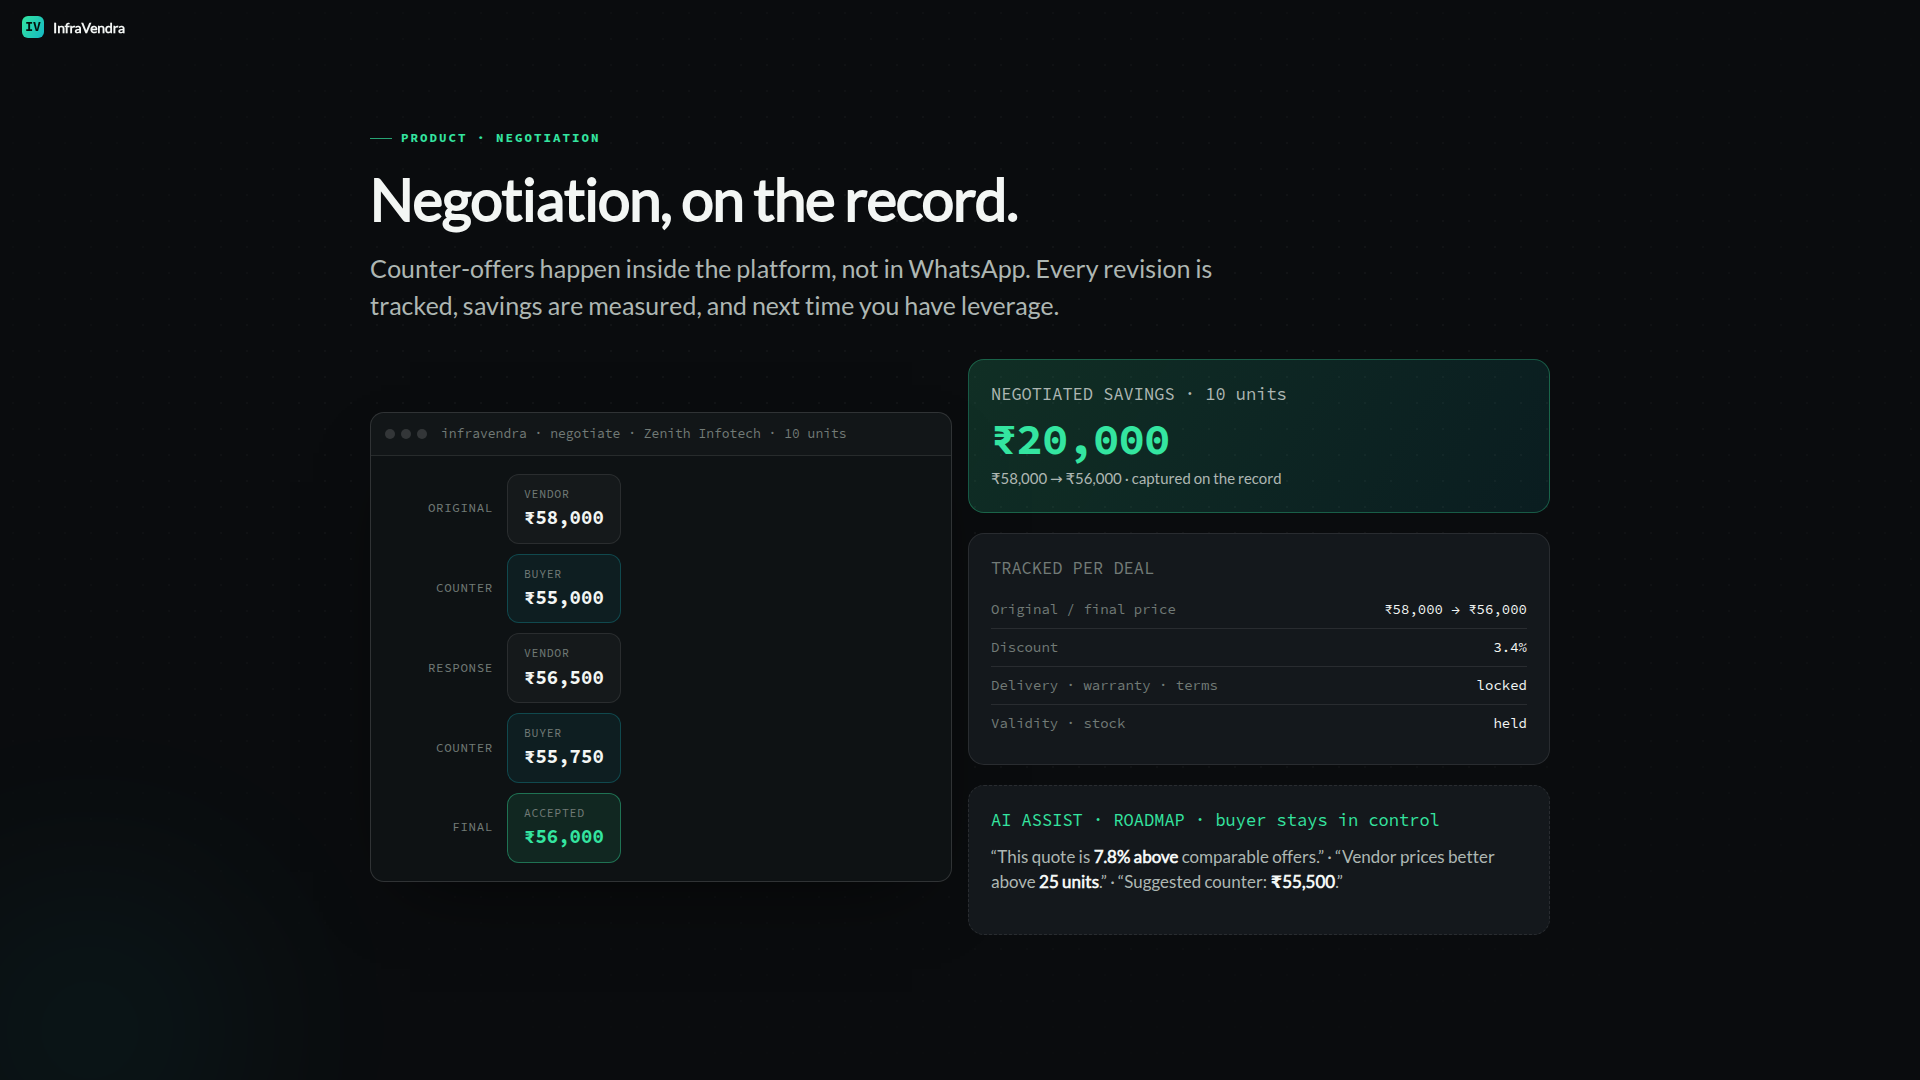 IV InfraVendra
PRODUCT · NEGOTIATION
Negotiation, on the record.
Counter-offers happen inside the platform, not in WhatsApp. Every revision is
tracked, savings are measured, and next time you have leverage.
infravendra · negotiate · Zenith Infotech · 10 units
ORIGINAL
VENDOR
₹58,000
COUNTER
BUYER
₹55,000
RESPONSE
VENDOR
₹56,500
COUNTER
BUYER
₹55,750
FINAL
ACCEPTED
₹56,000
NEGOTIATED SAVINGS · 10 units
₹20,000
₹58,000 → ₹56,000 · captured on the record
TRACKED PER DEAL
Original / final price ₹58,000 → ₹56,000
Discount 3.4%
Delivery · warranty · terms locked
Validity · stock held
AI ASSIST · ROADMAP · buyer stays in control
“This quote is 7.8% above comparable offers.” · “Vendor prices better
above 25 units.” · “Suggested counter: ₹55,500.”